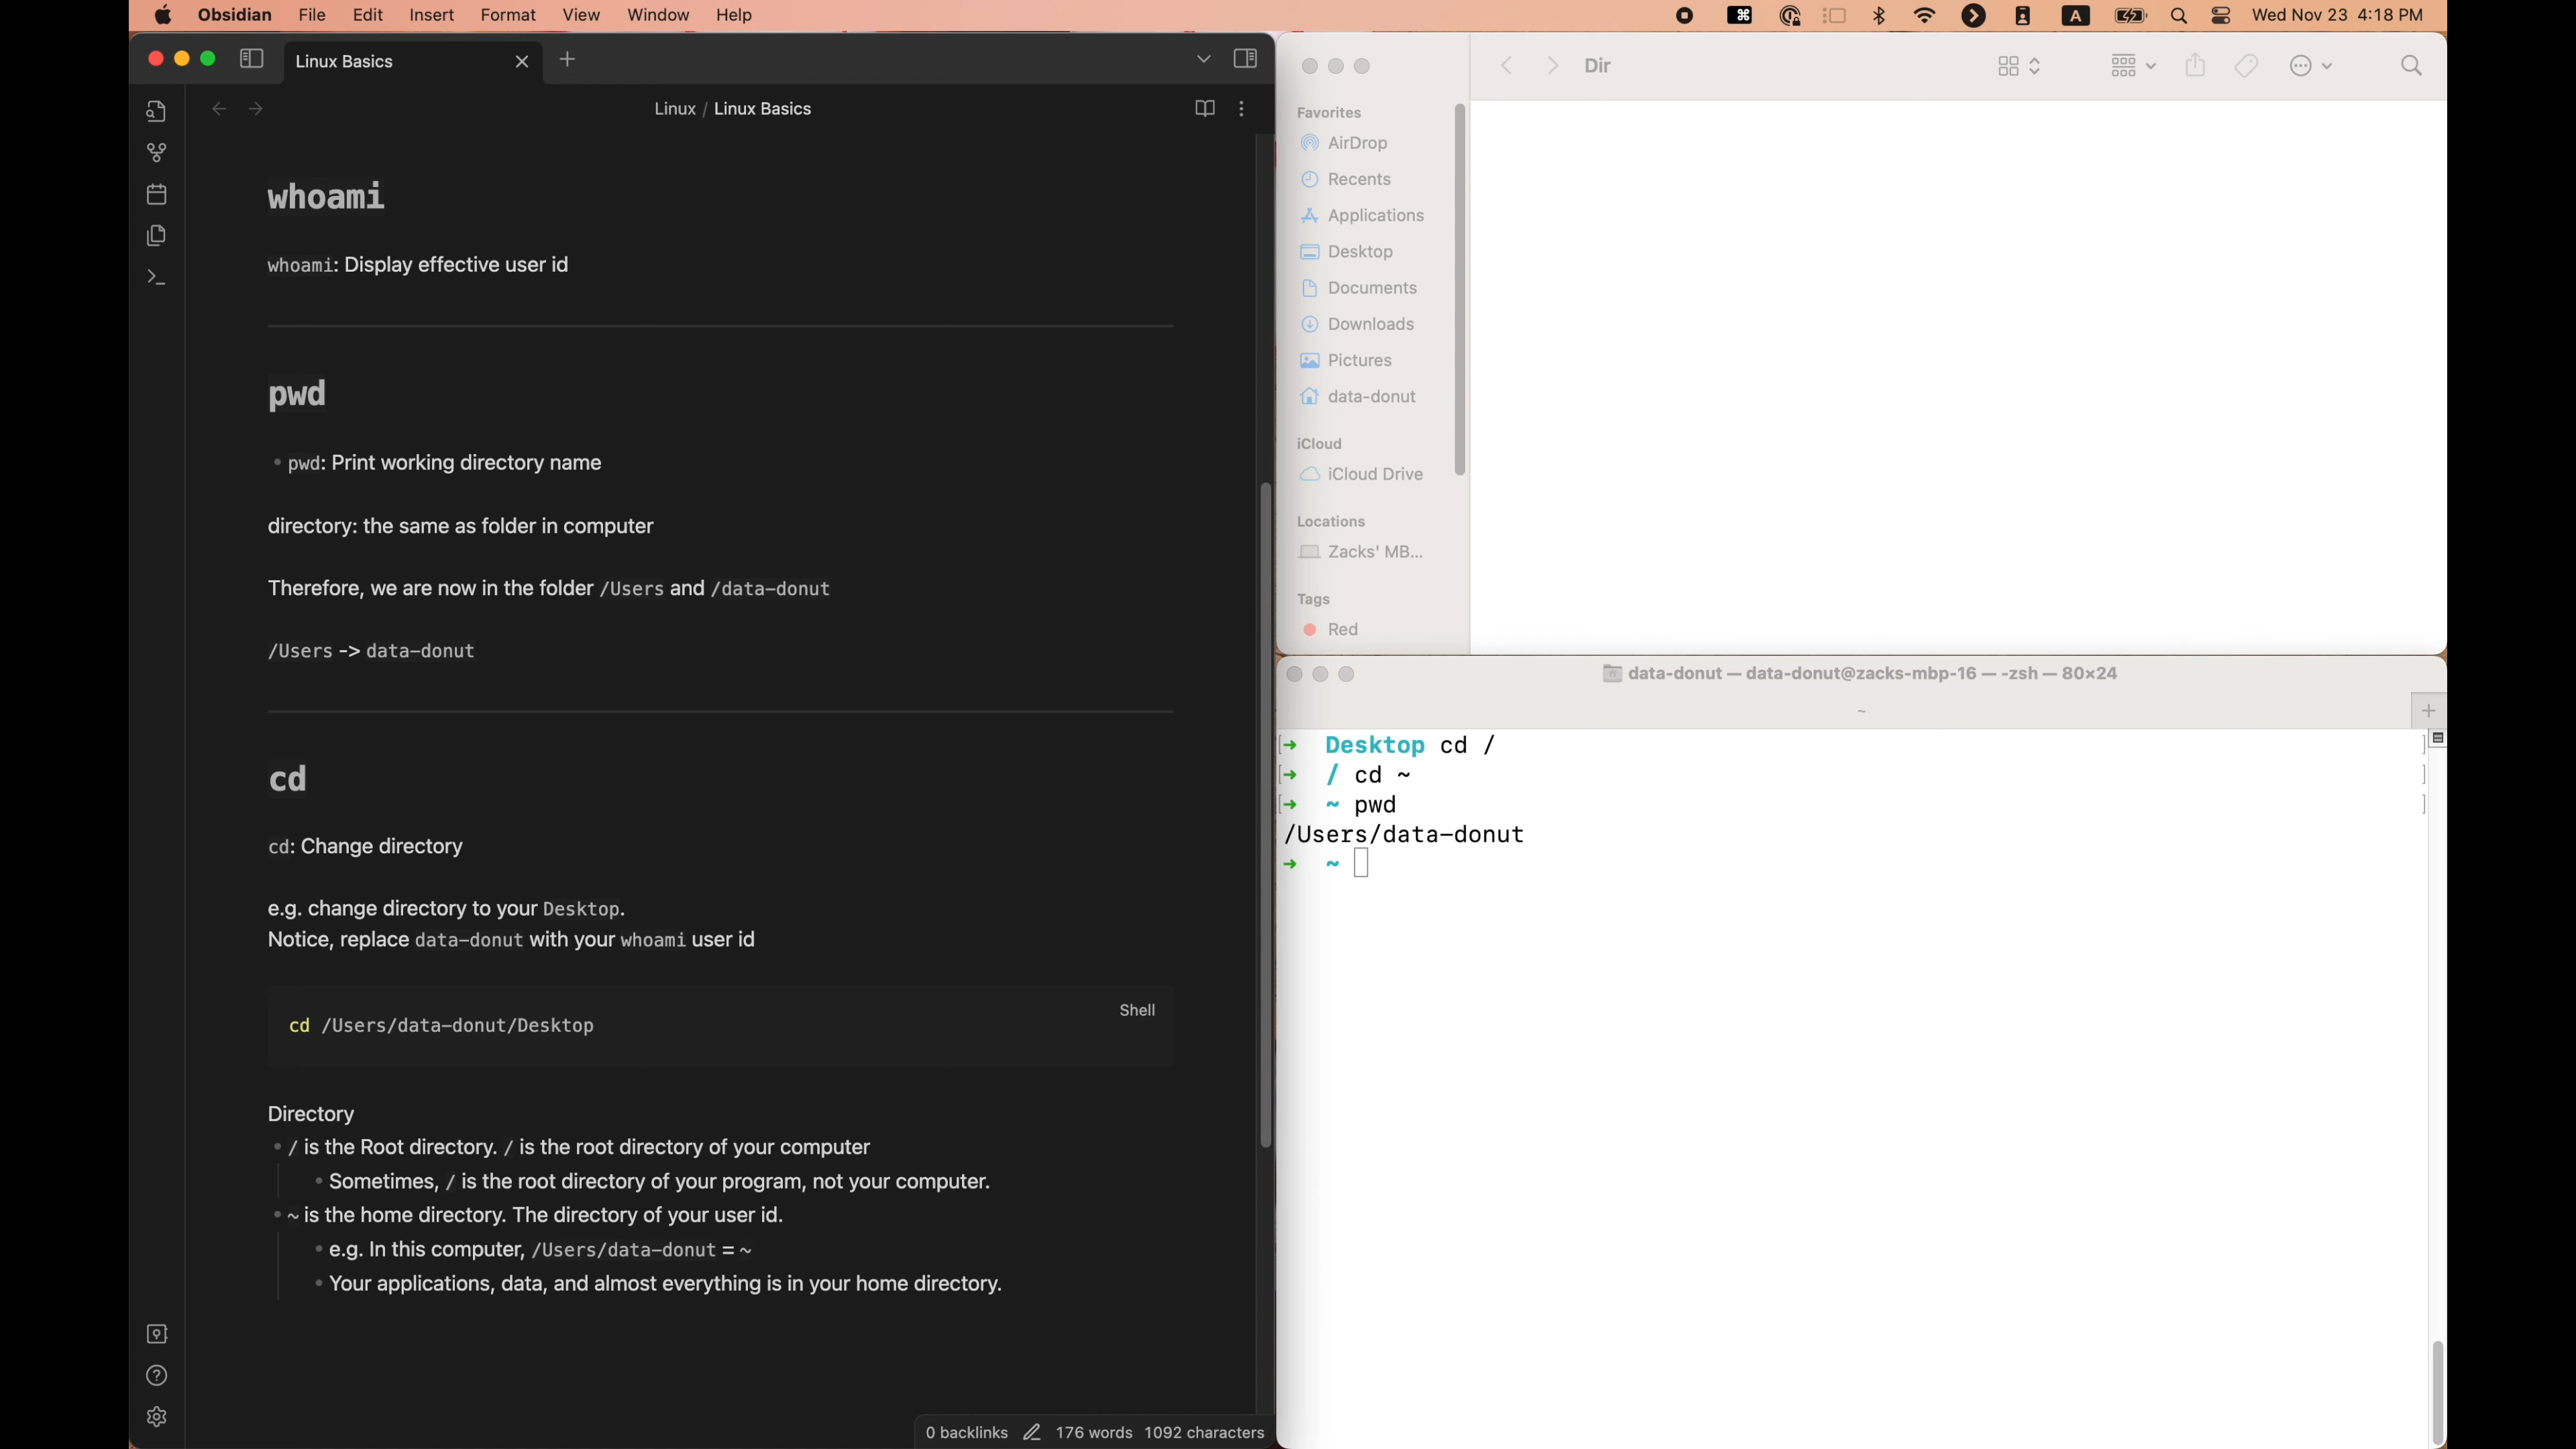 Obsidian File Edit Insert Format View Window Help
A Wed Nov 23 4:18 PM
Linux Basics
Linux / Linux Basics
whoami
whoami: Display effective user id
pwd
• pwd: Print working directory name
directory: the same as folder in computer
Therefore, we are now in the folder /Users and /data-donut
/Users -> data-donut
cd
cd: Change directory
e.g. change directory to your Desktop.
Notice, replace data-donut with your whoami user id
Shell
cd /Users/data-donut/Desktop
Directory
• / is the Root directory. / is the root directory of your computer
• Sometimes, / is the root directory of your program, not your computer.
• ~ is the home directory. The directory of your user id.
• e.g. In this computer, /Users/data-donut = ~
• Your applications, data, and almost everything is in your home directory.
0 backlinks 176 words 1092 characters
Dir
Favorites
AirDrop
Recents
Applications
Desktop
Documents
Downloads
Pictures
data-donut
iCloud
iCloud Drive
Locations
Zacks' MB...
Tags
Red
data-donut — data-donut@zacks-mbp-16 — -zsh — 80×24
~
[➜ Desktop cd / ]
[➜ / cd ~ ]
[➜ ~ pwd ]
/Users/data-donut
➜ ~